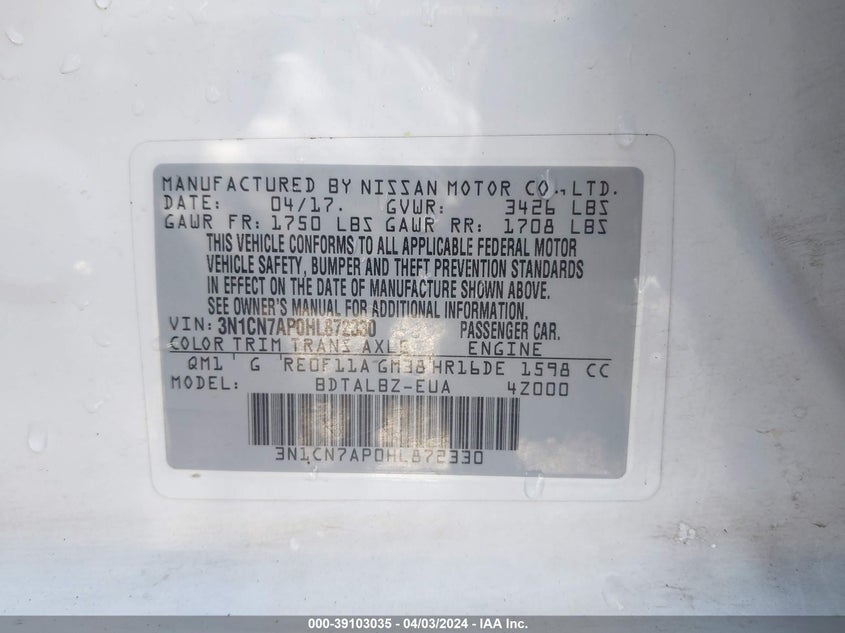 MANUFACTURED BY NISSAN MOTOR CO., LTD.
DATE: 04/17. GVWR: 3426 LBS
GAWR FR: 1750 LBS GAWR RR: 1708 LBS
THIS VEHICLE CONFORMS TO ALL APPLICABLE FEDERAL MOTOR
VEHICLE SAFETY, BUMPER AND THEFT PREVENTION STANDARDS
IN EFFECT ON THE DATE OF MANUFACTURE SHOWN ABOVE.
SEE OWNER'S MANUAL FOR ADDITIONAL INFORMATION.
VIN: 3N1CN7AP0HL872330 PASSENGER CAR.
COLOR TRIM TRANS AXLE ENGINE
QM1 G RE0F11A GM38 HR16DE 1598 CC
MODEL: BDTALBZ-EUA 4Z000
3N1CN7AP0HL872330
000-39103035 - 04/03/2024 - IAA Inc.